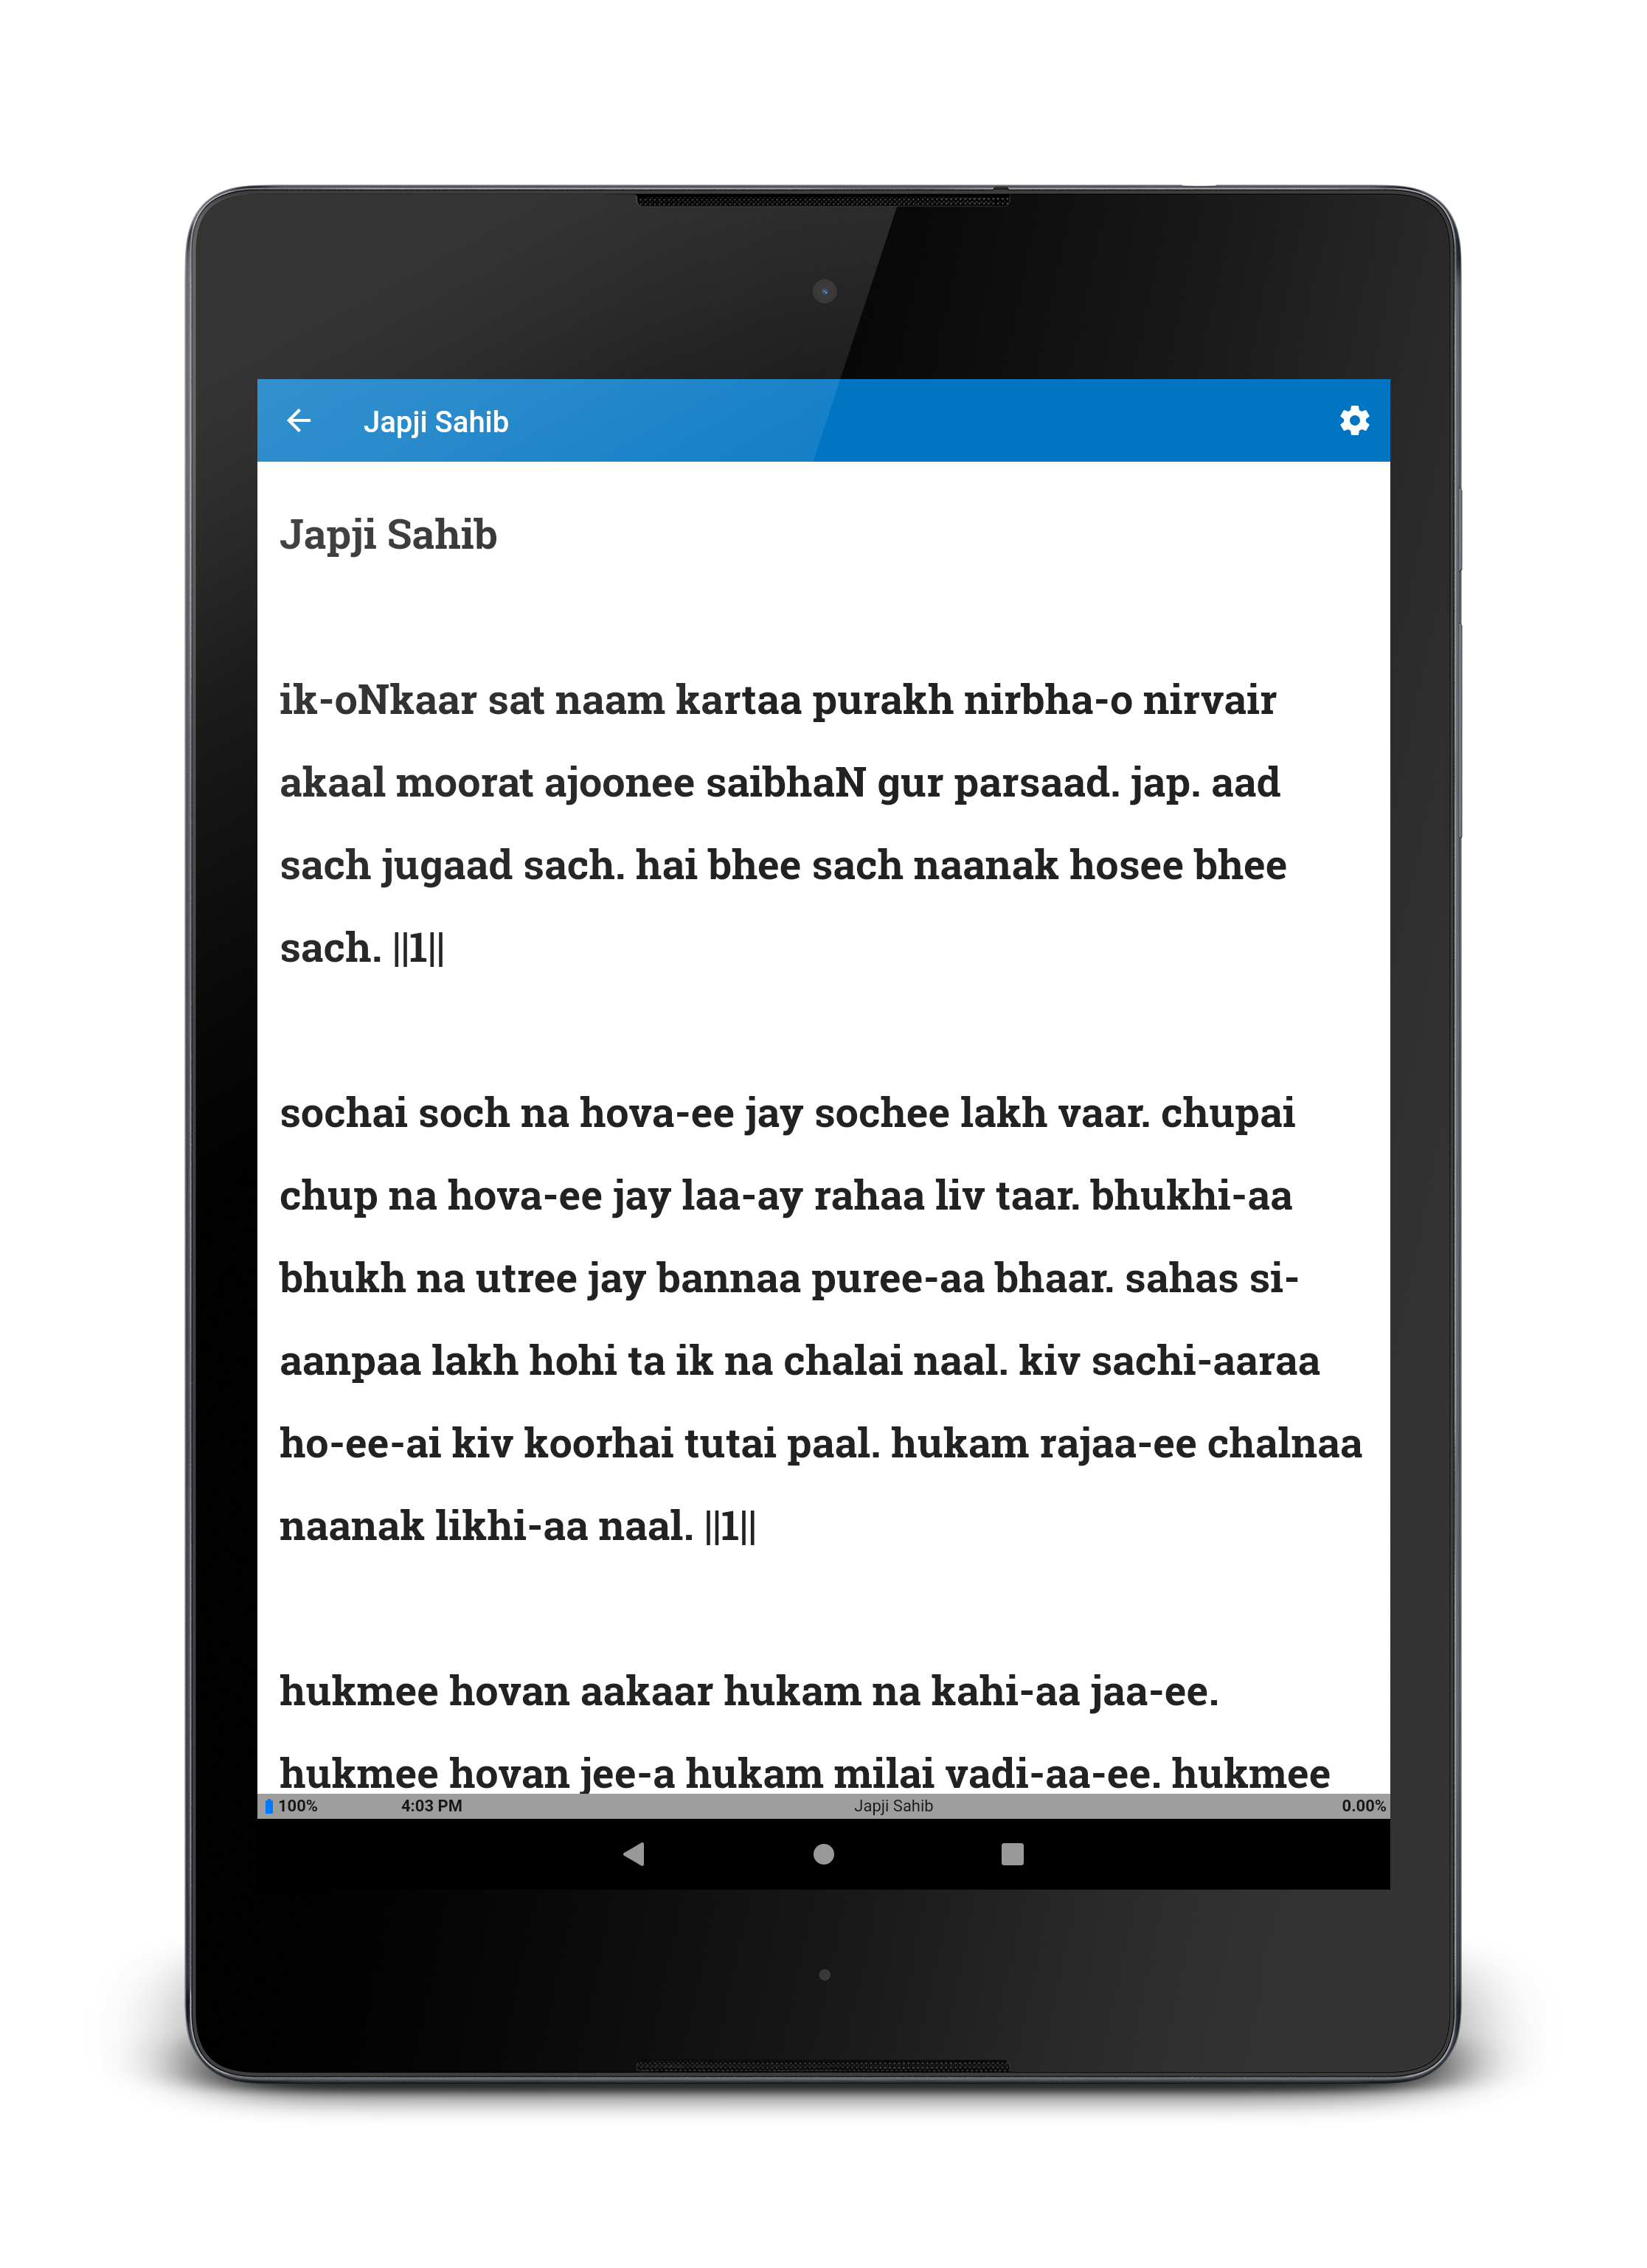 Japji Sahib
Japji Sahib
ik-oNkaar sat naam kartaa purakh nirbha-o nirvair
akaal moorat ajoonee saibhaN gur parsaad. jap. aad
sach jugaad sach. hai bhee sach naanak hosee bhee
sach. ||1||
sochai soch na hova-ee jay sochee lakh vaar. chupai
chup na hova-ee jay laa-ay rahaa liv taar. bhukhi-aa
bhukh na utree jay bannaa puree-aa bhaar. sahas si-
aanpaa lakh hohi ta ik na chalai naal. kiv sachi-aaraa
ho-ee-ai kiv koorhai tutai paal. hukam rajaa-ee chalnaa
naanak likhi-aa naal. ||1||
hukmee hovan aakaar hukam na kahi-aa jaa-ee.
hukmee hovan jee-a hukam milai vadi-aa-ee. hukmee
100% 4:03 PM Japji Sahib 0.00%